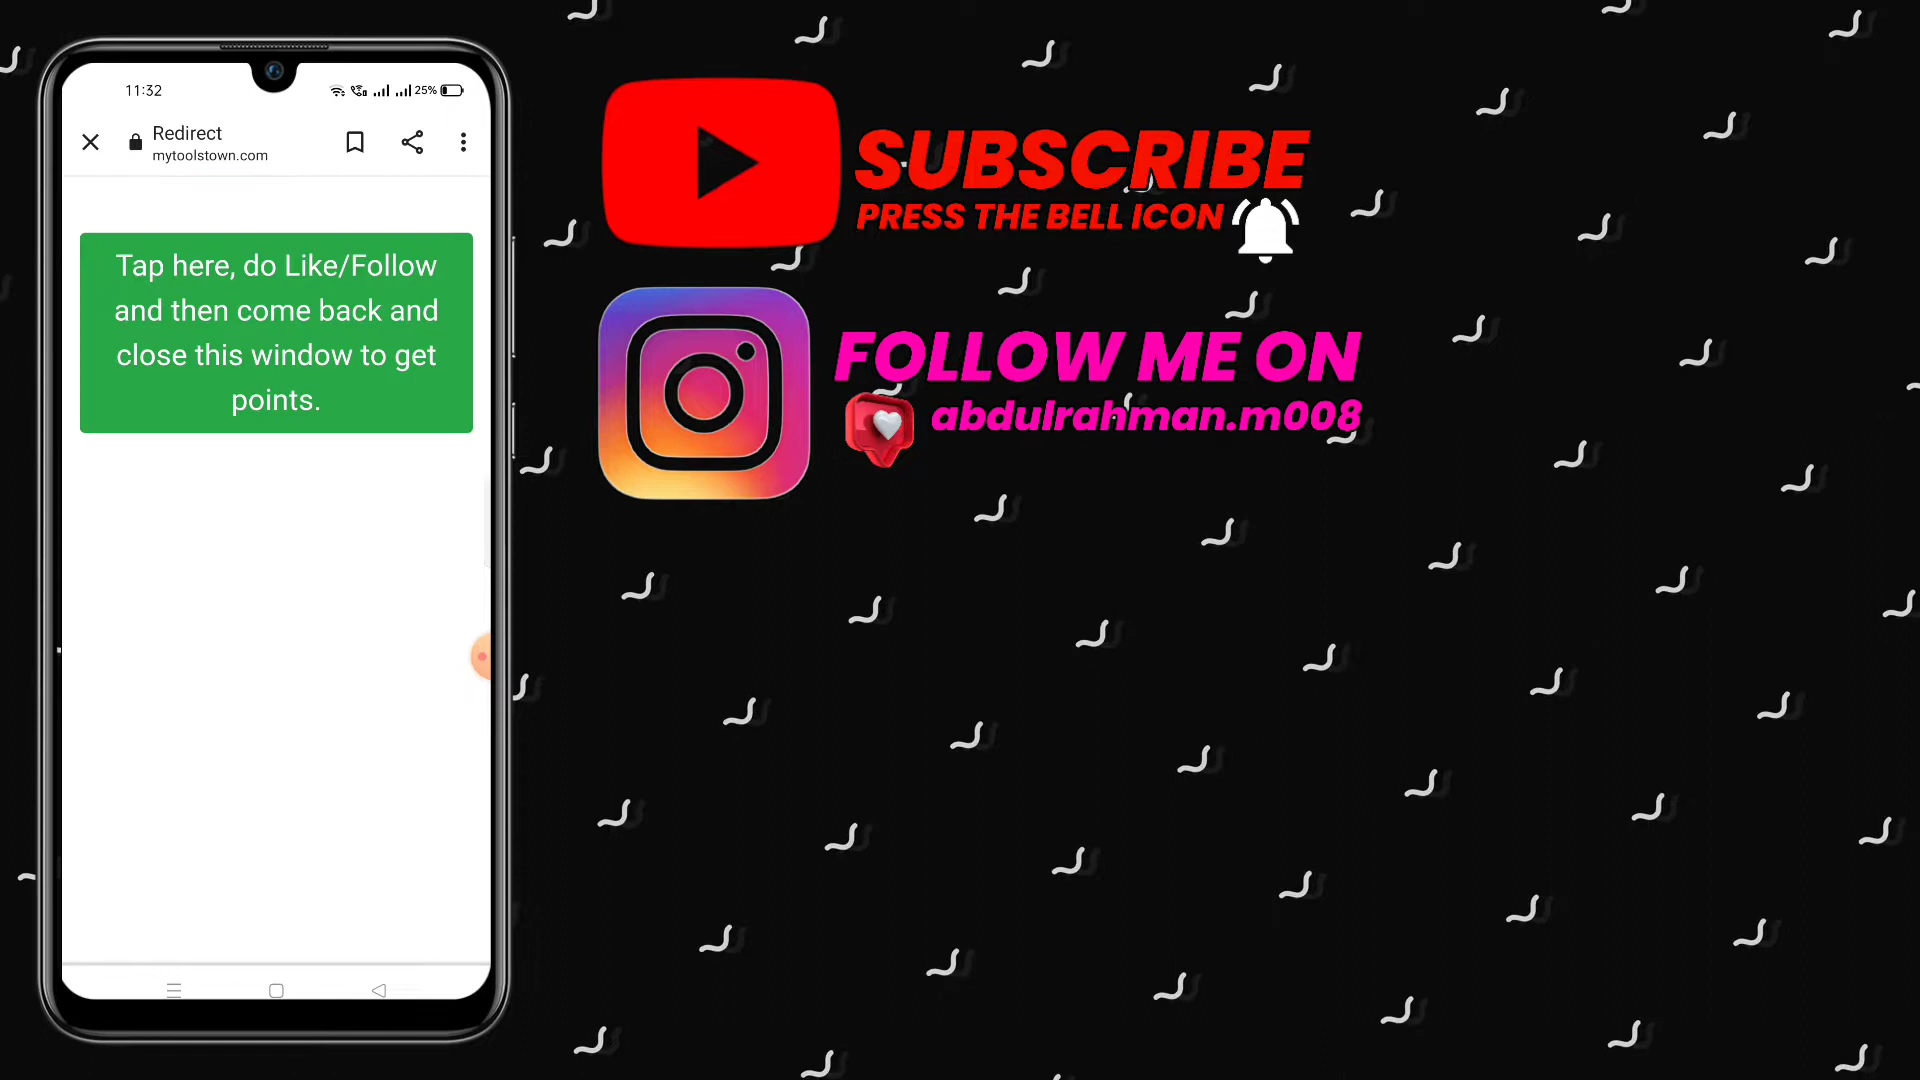 11:32
25%
Redirect
mytoolstown.com
Tap here, do Like/Follow
and then come back and
close this window to get
points.
SUBSCRIBE
PRESS THE BELL ICON
FOLLOW ME ON
abdulrahman.m008